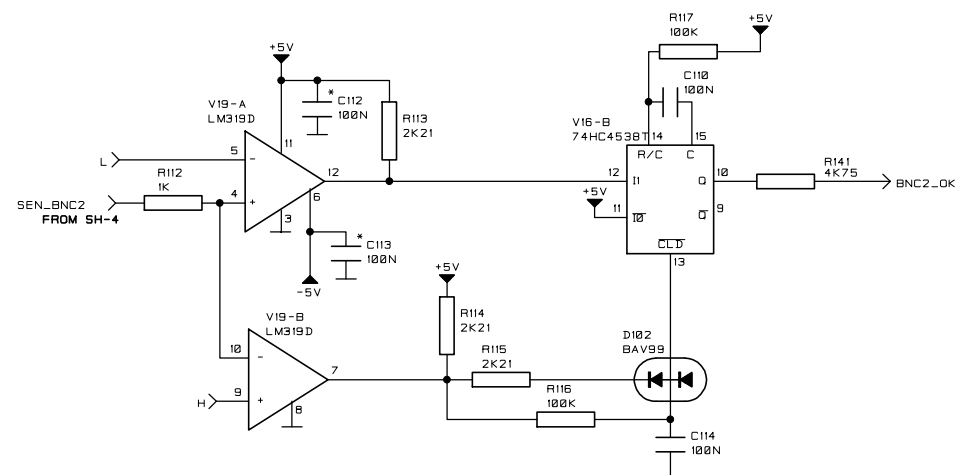 R117
100K
+5V
+5V
C110
100N
V19-A
LM319D
*
C112
100N
R113
2K21
V16-B
74HC4538T
14
15
11
R/C
C
5
-
L
12
12
I1
Q
10
R141
4K75
BNC2_OK
R112
1K
4
+
SEN_BNC2
FROM SH-4
6
3
+5V
11
I0
Q
9
*
C113
100N
CLD
13
-5V
+5V
V19-B
LM319D
R114
2K21
D102
BAV99
10
-
R115
2K21
7
9
+
H
8
R116
100K
C114
100N